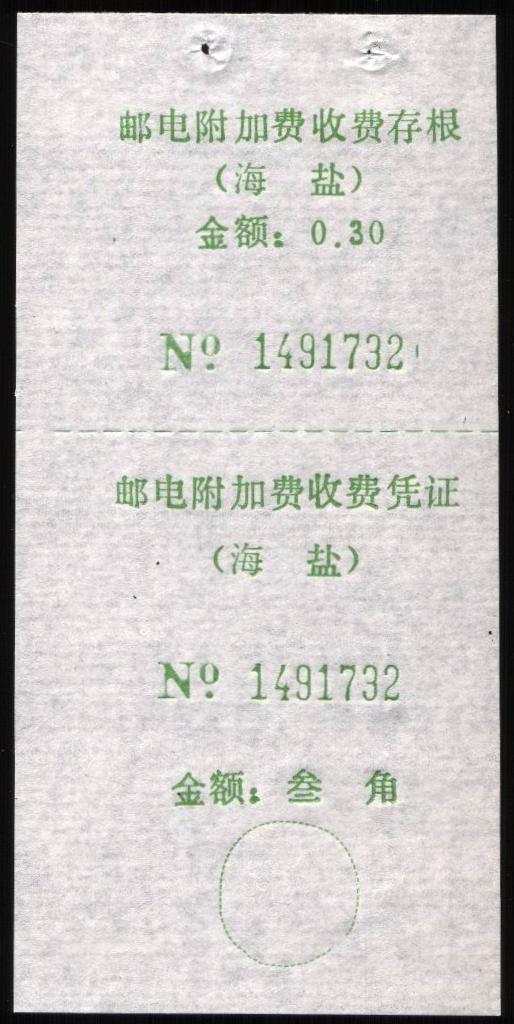 邮电附加费收费存根
（海　盐）
金额：0.30
Nº 1491732
邮电附加费收费凭证
（海　盐）
Nº 1491732
金额：叁　角